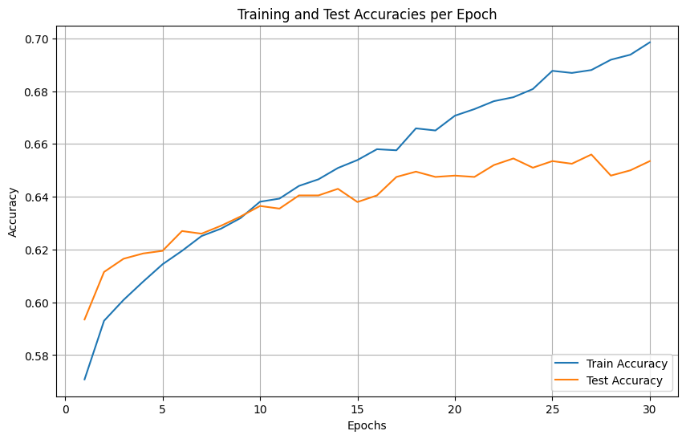 Training and Test Accuracies per Epoch
0.70
0.68
0.66
0.64
0.62
0.60
0.58
Accuracy
0 5 10 15 20 25 30
Epochs
Train Accuracy
Test Accuracy